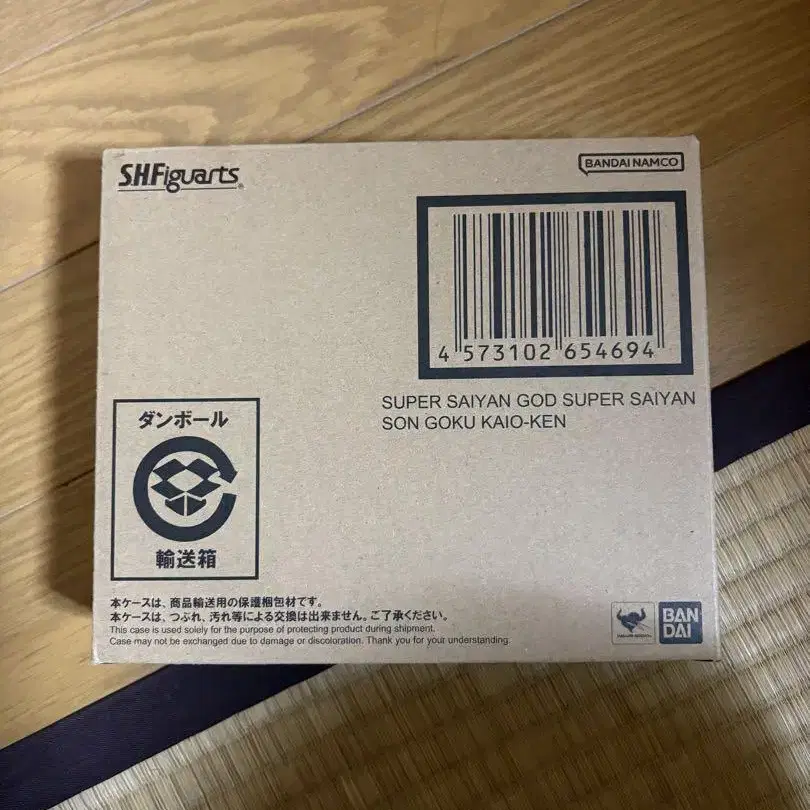 S.H.Figuarts
BANDAI NAMCO
4 573102 654694
SUPER SAIYAN GOD SUPER SAIYAN
SON GOKU KAIO-KEN
ダンボール
輸送箱
本ケースは、商品輸送用の保護梱包材です。
本ケースは、つぶれ、汚れ等による交換は出来ません。ご了承ください。
This case is used solely for the purpose of protecting product during shipment.
Case may not be exchanged due to damage or discoloration. Thank you for your understanding.
BAN
DAI